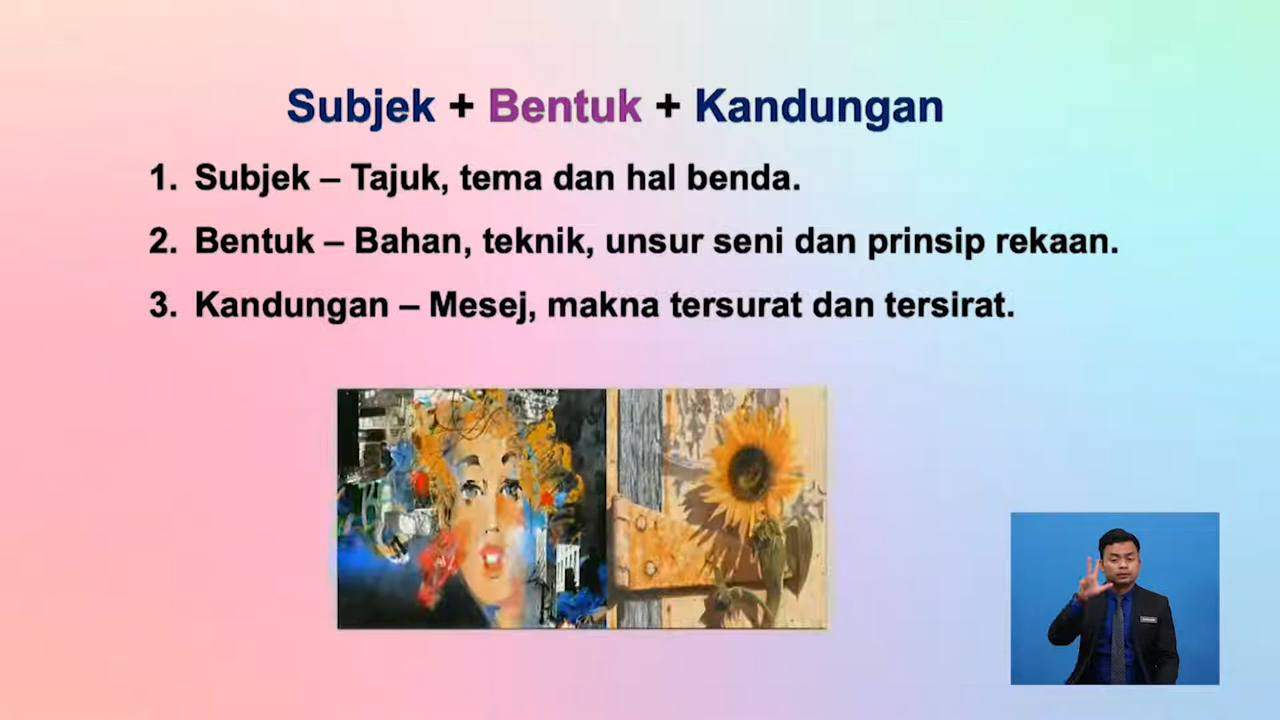 Subjek + Bentuk + Kandungan
1. Subjek – Tajuk, tema dan hal benda.
2. Bentuk – Bahan, teknik, unsur seni dan prinsip rekaan.
3. Kandungan – Mesej, makna tersurat dan tersirat.